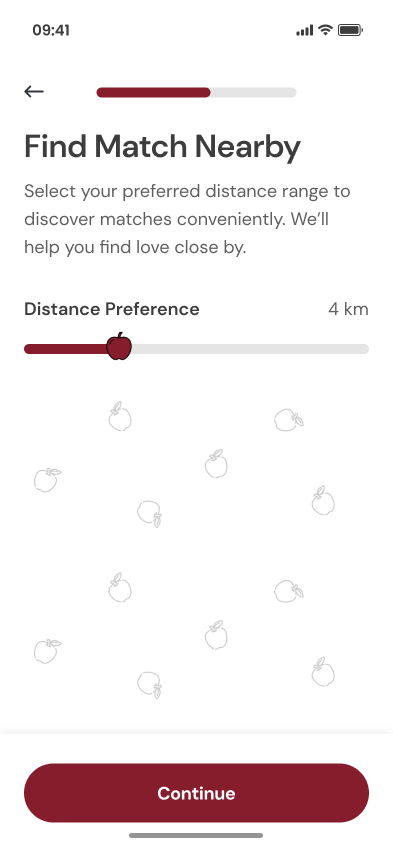 09:41
Find Match Nearby
Select your preferred distance range to
discover matches conveniently. We’ll
help you find love close by.
Distance Preference 4 km
Continue